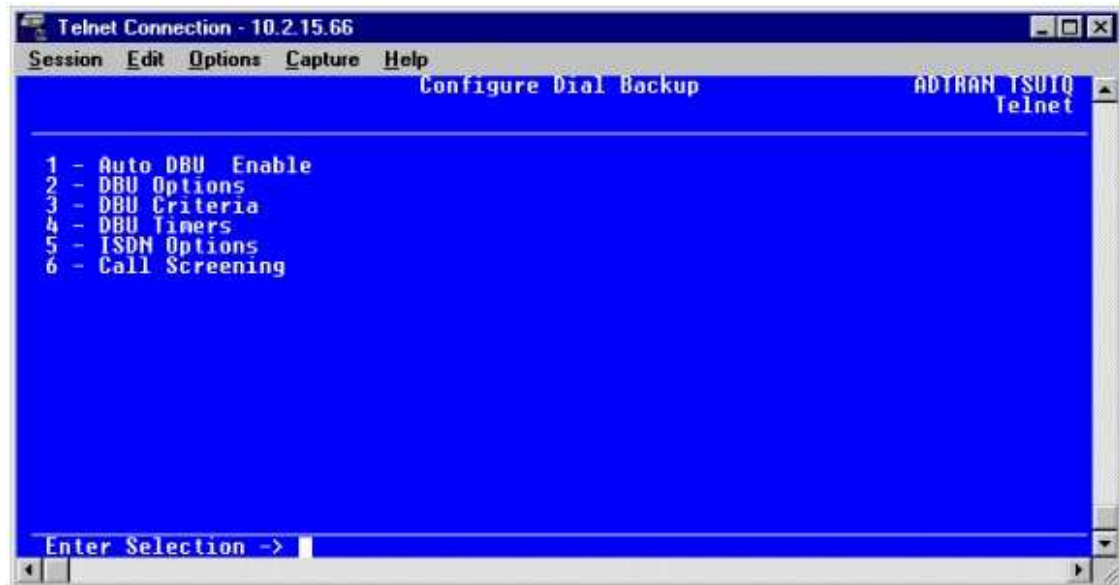 Telnet Connection - 10.2.15.66
Session Edit Options Capture Help
Configure Dial Backup ADTRAN TSUIQ
Telnet
1 - Auto DBU Enable
2 - DBU Options
3 - DBU Criteria
4 - DBU Timers
5 - ISDN Options
6 - Call Screening
Enter Selection ->